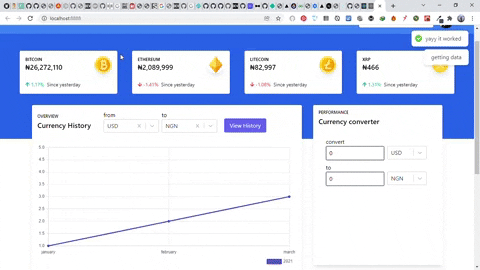 localhost:8888
yayy it worked
getting data
BITCOIN
₦26,272,110
1.17% Since yesterday
ETHEREUM
₦2,089,999
-1.41% Since yesterday
LITECOIN
₦82,997
-1.08% Since yesterday
XRP
₦466
1.31% Since yesterday
OVERVIEW
Currency History
from
USD
to
NGN
View History
5.0
4.5
4.0
3.5
3.0
2.5
2.0
1.5
1.0
january
february
march
2021
PERFORMANCE
Currency converter
convert
0
USD
to
0
NGN